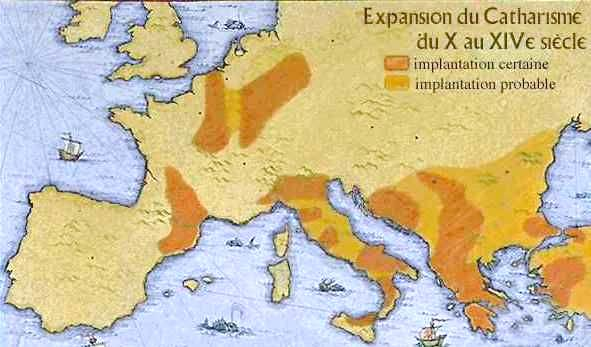 Expansion du Catharisme
du X au XIVe siècle
implantation certaine
implantation probable